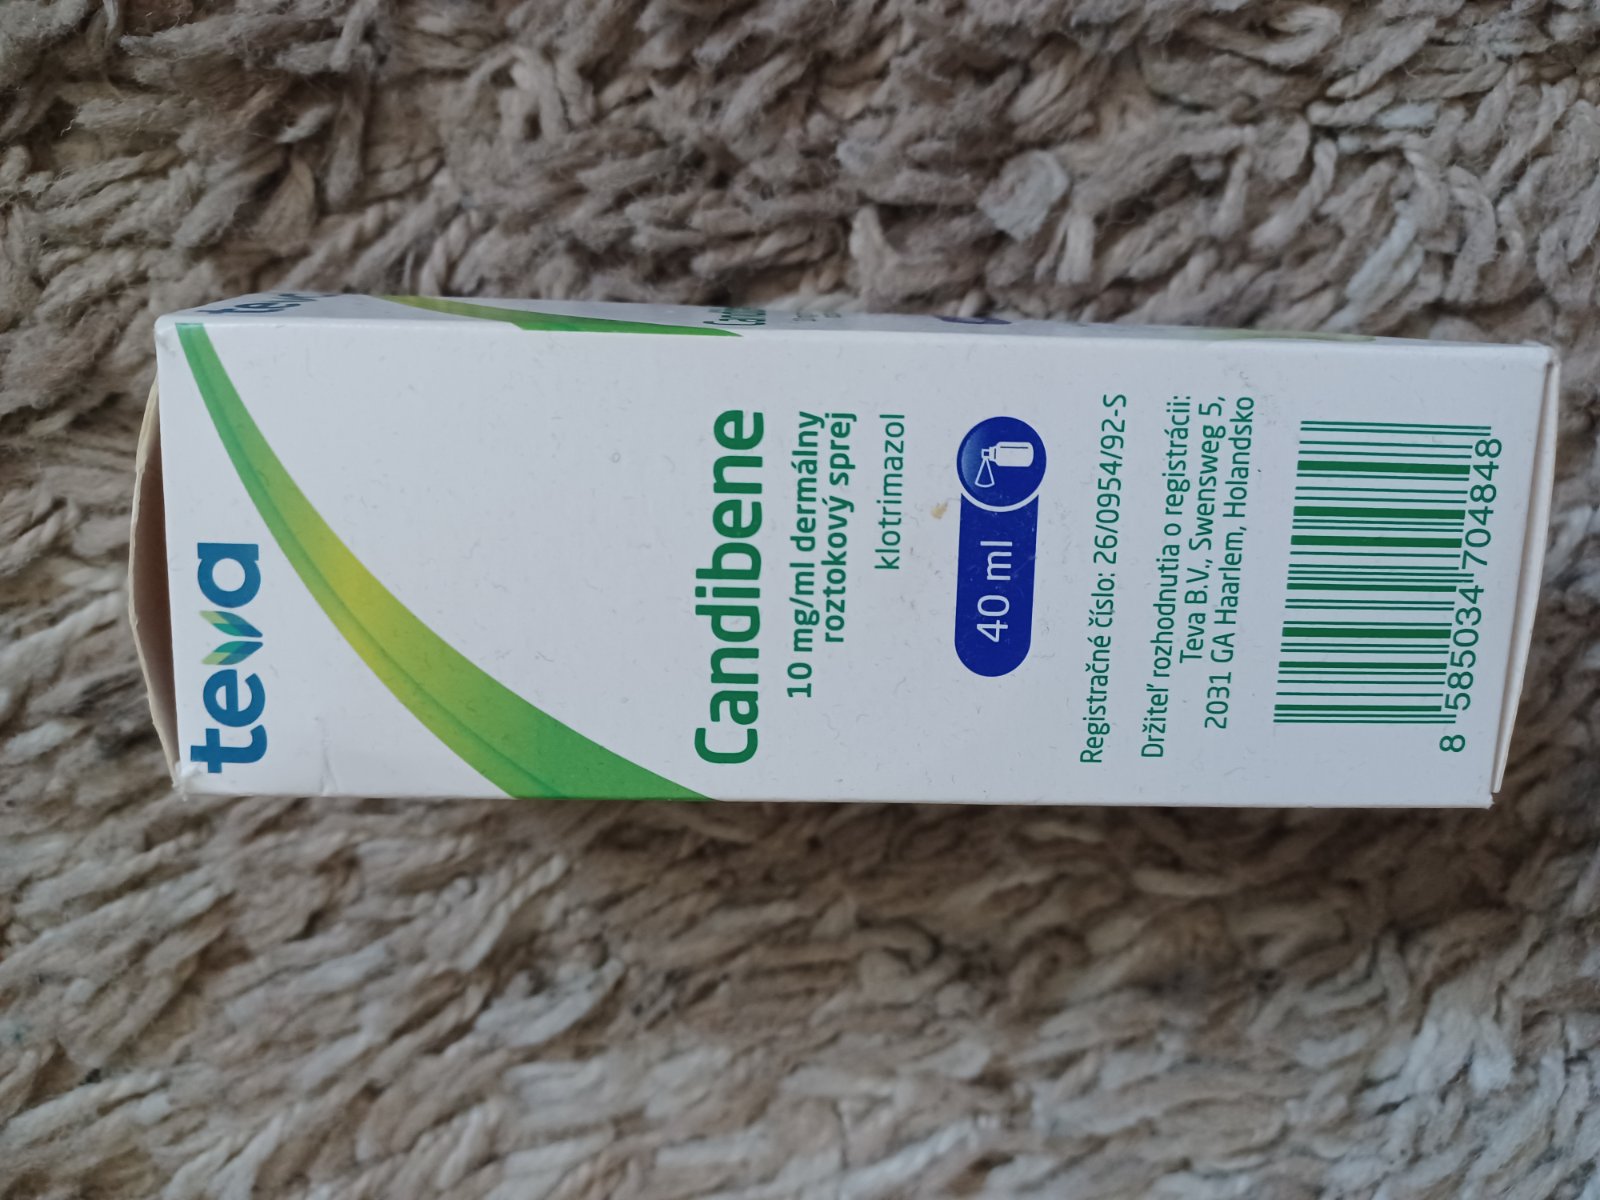 teva
Candibene
10 mg/ml dermálny
roztokový sprej
klotrimazol
40 ml
Registračné číslo: 26/0954/92-S
Držiteľ rozhodnutia o registrácii:
Teva B.V., Swensweg 5,
2031 GA Haarlem, Holandsko
8 585034 704848
teva